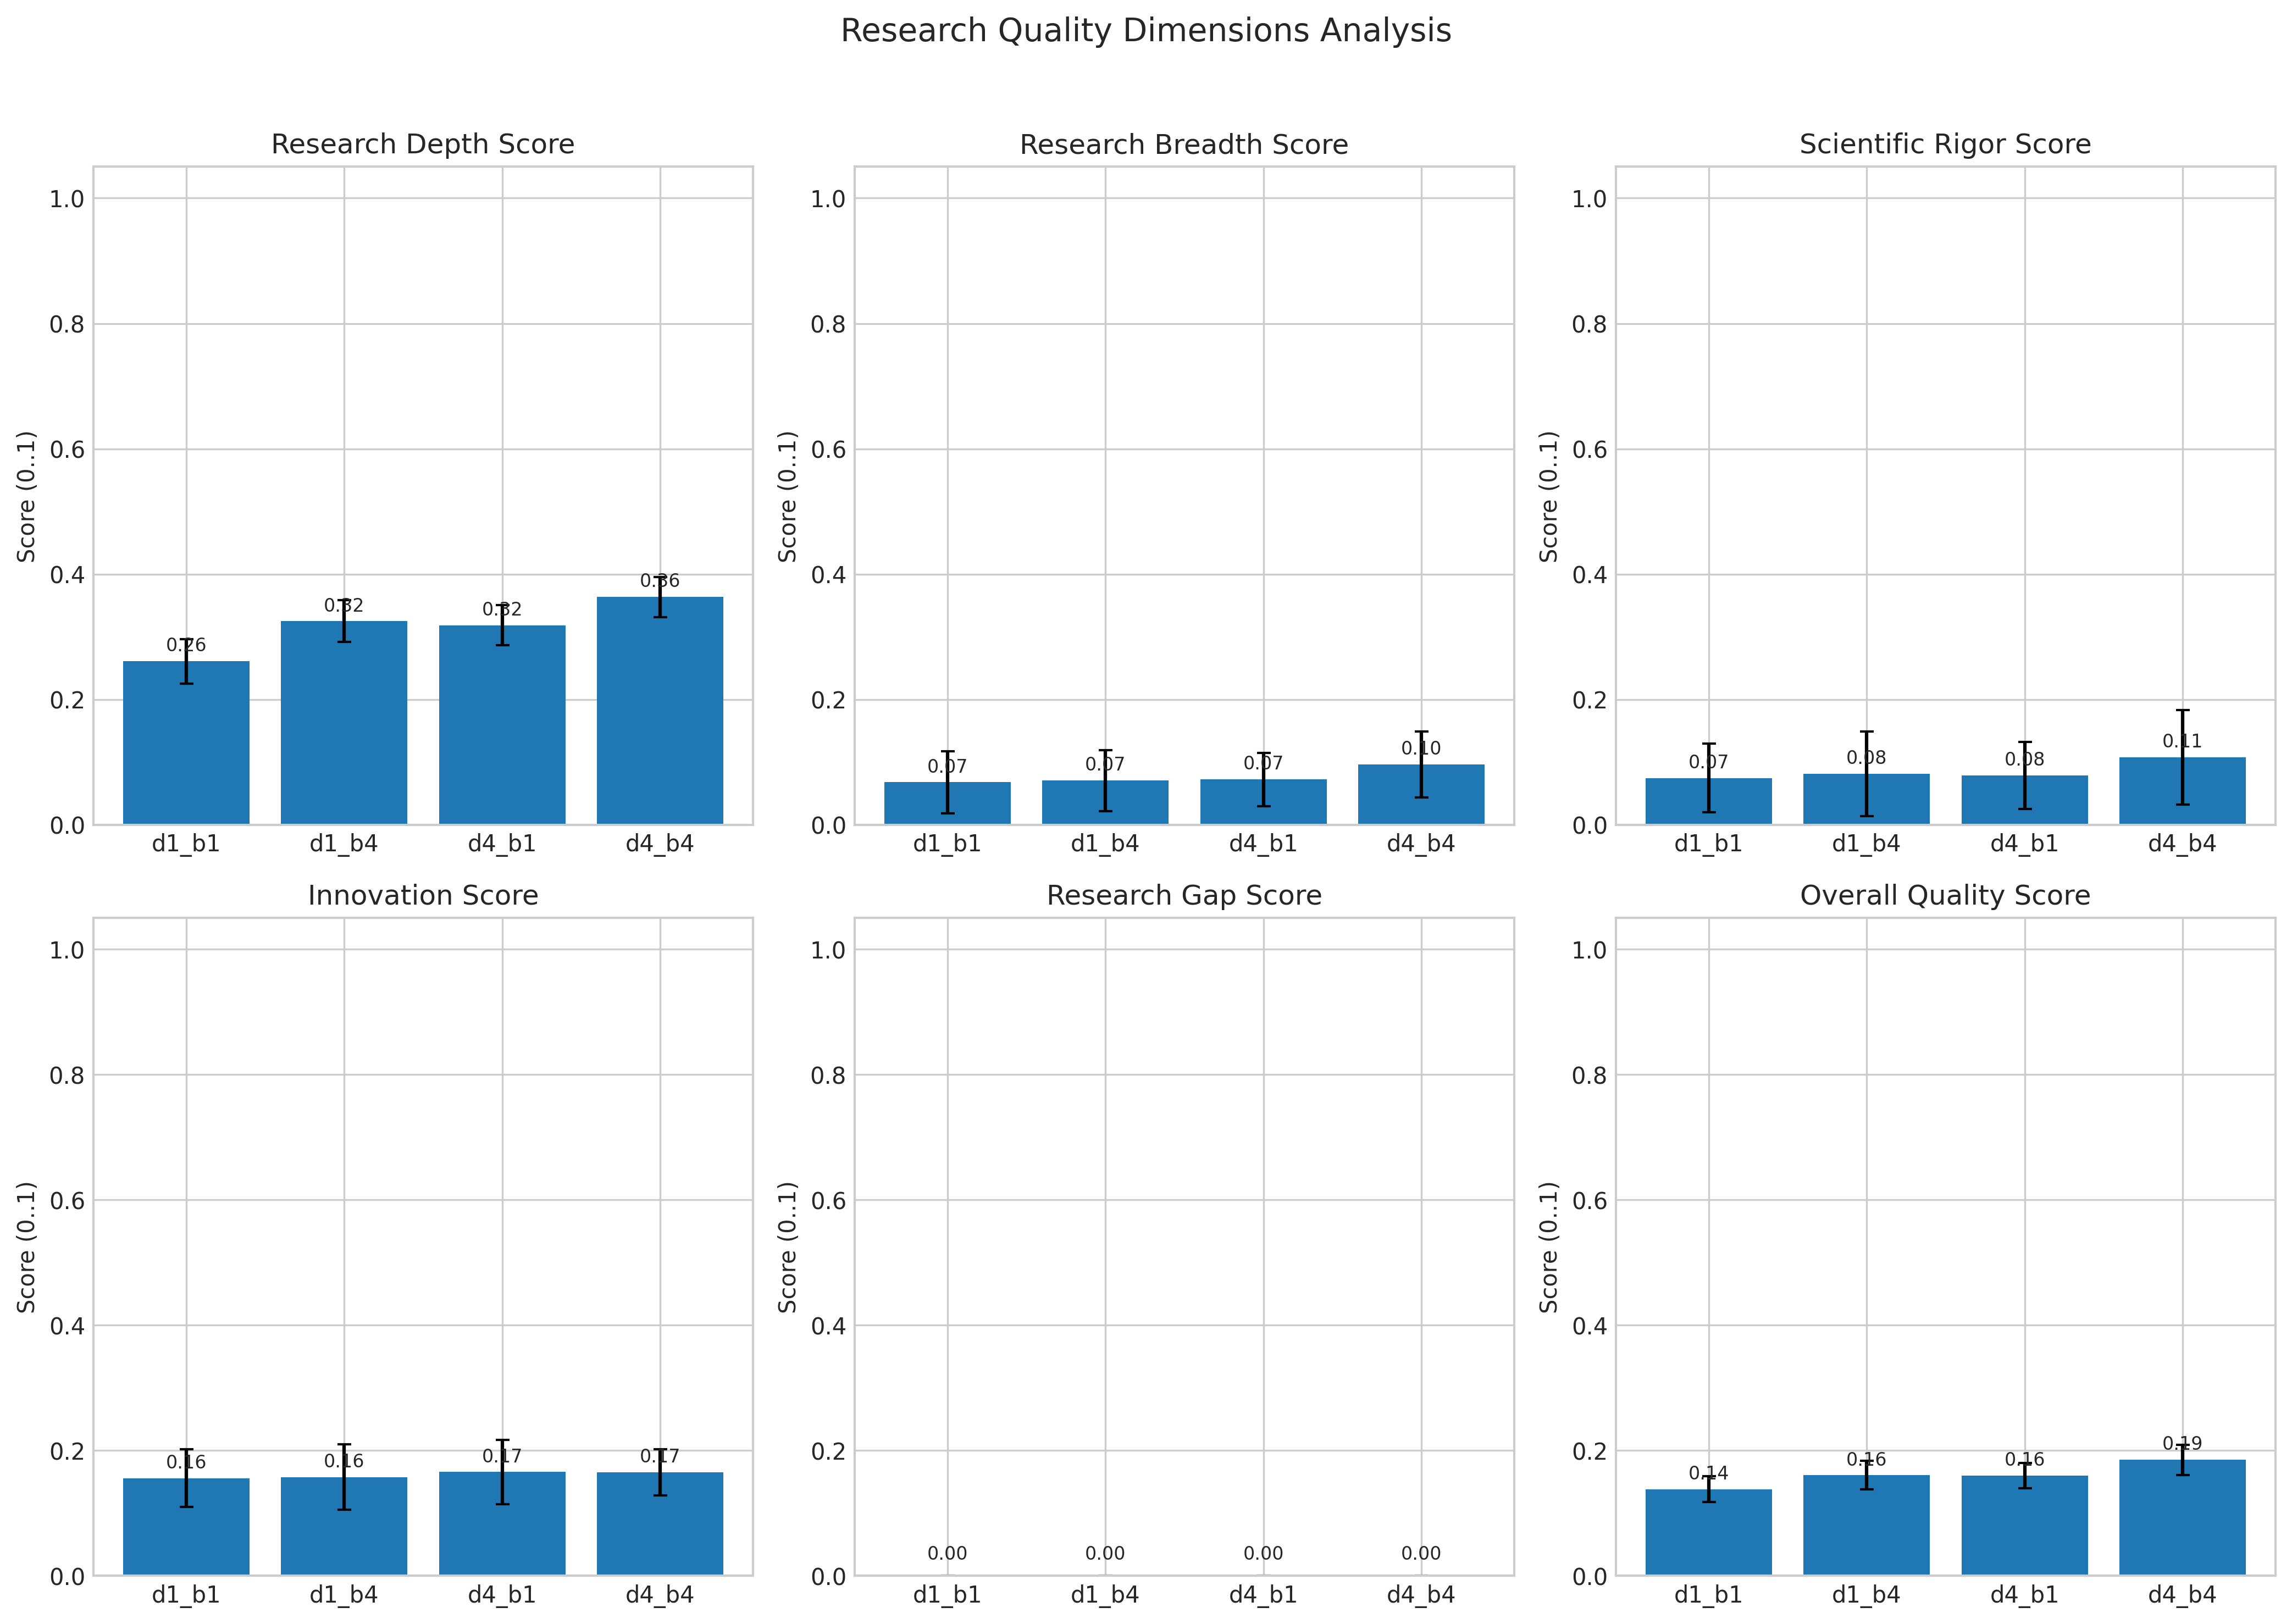 Research Quality Dimensions Analysis
Research Depth Score
Score (0..1)
1.0
0.8
0.6
0.4
0.2
0.0
0.26
0.32
0.32
0.36
d1_b1
d1_b4
d4_b1
d4_b4
Research Breadth Score
Score (0..1)
1.0
0.8
0.6
0.4
0.2
0.0
0.07
0.07
0.07
0.10
d1_b1
d1_b4
d4_b1
d4_b4
Scientific Rigor Score
Score (0..1)
1.0
0.8
0.6
0.4
0.2
0.0
0.07
0.08
0.08
0.11
d1_b1
d1_b4
d4_b1
d4_b4
Innovation Score
Score (0..1)
1.0
0.8
0.6
0.4
0.2
0.0
0.16
0.16
0.17
0.17
d1_b1
d1_b4
d4_b1
d4_b4
Research Gap Score
Score (0..1)
1.0
0.8
0.6
0.4
0.2
0.0
0.00
0.00
0.00
0.00
d1_b1
d1_b4
d4_b1
d4_b4
Overall Quality Score
Score (0..1)
1.0
0.8
0.6
0.4
0.2
0.0
0.14
0.16
0.16
0.19
d1_b1
d1_b4
d4_b1
d4_b4